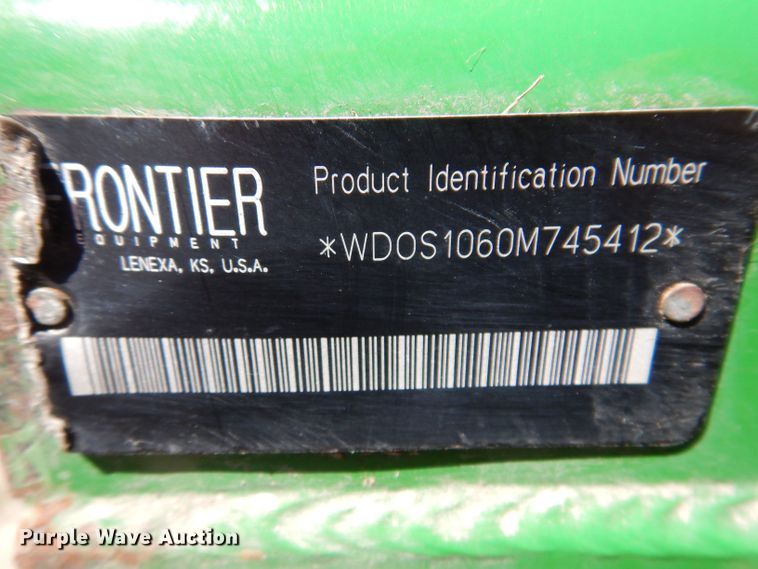 FRONTIER
EQUIPMENT
LENEXA, KS, U.S.A.
Product Identification Number
*WDOS1060M745412*
Purple Wave Auction